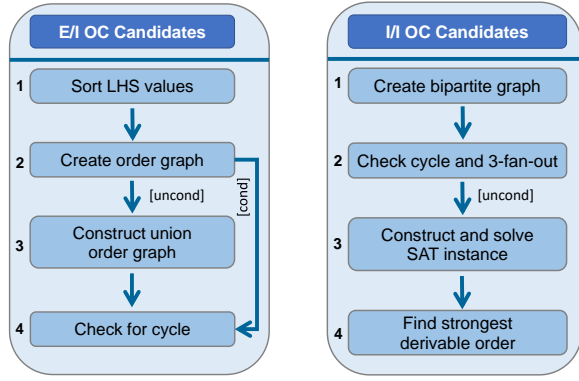 E/I OC Candidates
1 Sort LHS values
2 Create order graph
[uncond]
[cond]
3 Construct union
order graph
4 Check for cycle
I/I OC Candidates
1 Create bipartite graph
2 Check cycle and 3-fan-out
[uncond]
3 Construct and solve
SAT instance
4 Find strongest
derivable order